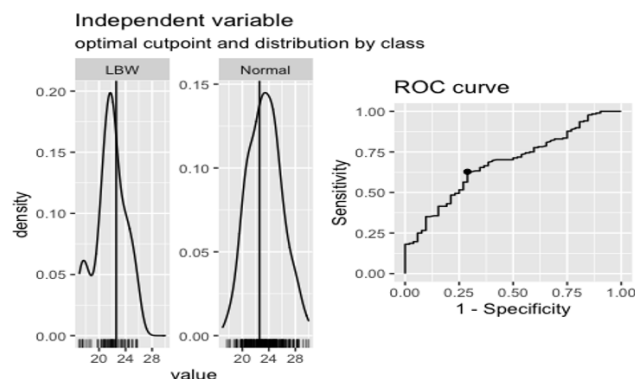 Independent variable
optimal cutpoint and distribution by class
LBW
Normal
density
0.20
0.15
0.10
0.05
0.00
0.15
0.10
0.05
0.00
20 24 28
20 24 28
value
ROC curve
Sensitivity
1.00
0.75
0.50
0.25
0.00
0.00 0.25 0.50 0.75 1.00
1 - Specificity